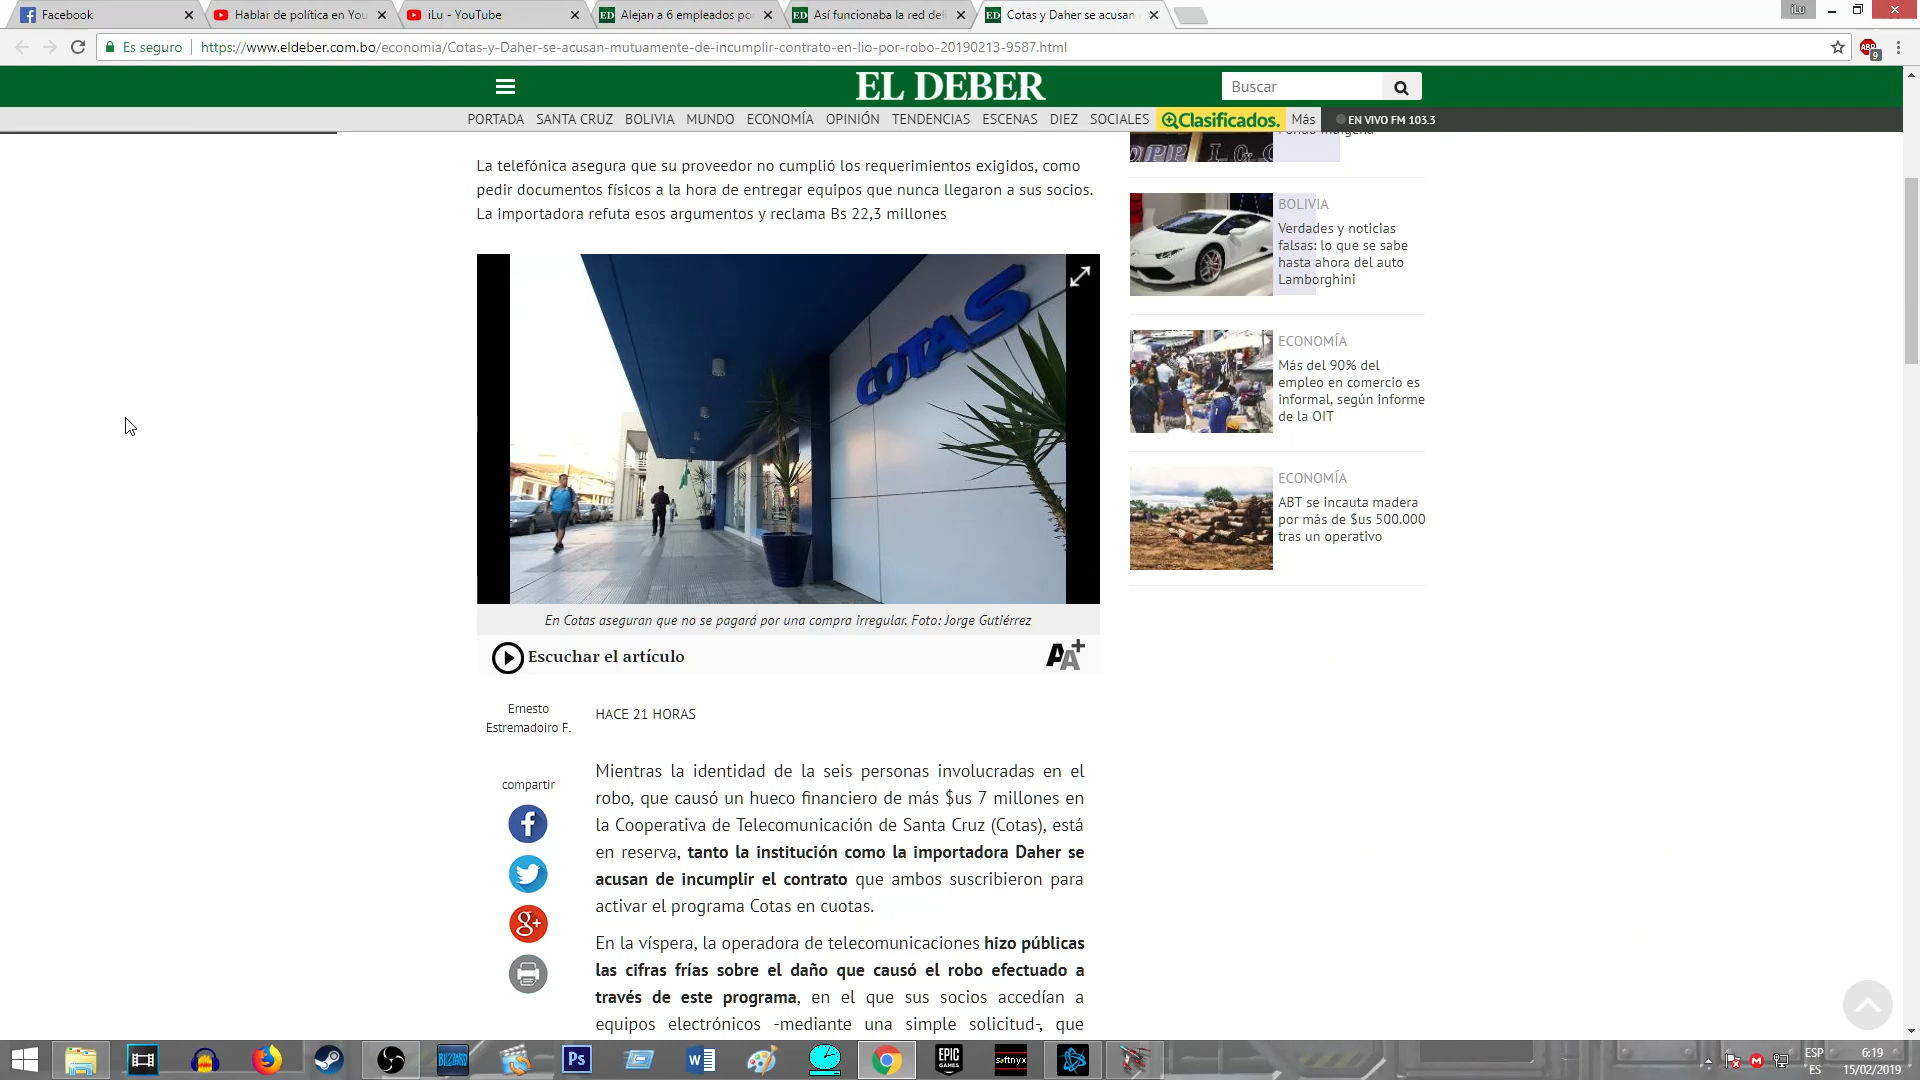 Facebook
Hablar de política en You
iLu - YouTube
Alejan a 6 empleados po
Así funcionaba la red deli
Cotas y Daher se acusan
iLu
Es seguro
https://www.eldeber.com.bo/economia/Cotas-y-Daher-se-acusan-mutuamente-de-incumplir-contrato-en-lio-por-robo-20190213-9587.html
ABP
9
EL DEBER
Buscar
PORTADA SANTA CRUZ BOLIVIA MUNDO ECONOMÍA OPINIÓN TENDENCIAS ESCENAS DIEZ SOCIALES Clasificados. Más EN VIVO FM 103.3
La telefónica asegura que su proveedor no cumplió los requerimientos exigidos, como
pedir documentos físicos a la hora de entregar equipos que nunca llegaron a sus socios.
La importadora refuta esos argumentos y reclama Bs 22,3 millones
COTAS
En Cotas aseguran que no se pagará por una compra irregular. Foto: Jorge Gutiérrez
Escuchar el artículo
AA+
Ernesto
Estremadoiro F.
HACE 21 HORAS
compartir
Mientras la identidad de la seis personas involucradas en el
robo, que causó un hueco financiero de más $us 7 millones en
la Cooperativa de Telecomunicación de Santa Cruz (Cotas), está
en reserva, tanto la institución como la importadora Daher se
acusan de incumplir el contrato que ambos suscribieron para
activar el programa Cotas en cuotas.
En la víspera, la operadora de telecomunicaciones hizo públicas
las cifras frías sobre el daño que causó el robo efectuado a
través de este programa, en el que sus socios accedían a
equipos electrónicos -mediante una simple solicitud-, que
BOLIVIA
Verdades y noticias
falsas: lo que se sabe
hasta ahora del auto
Lamborghini
ECONOMÍA
Más del 90% del
empleo en comercio es
informal, según informe
de la OIT
ECONOMÍA
ABT se incauta madera
por más de $us 500.000
tras un operativo
BLIZZARD
Ps
EPIC
GAMES
softnyx
ESP
ES
6:19
15/02/2019